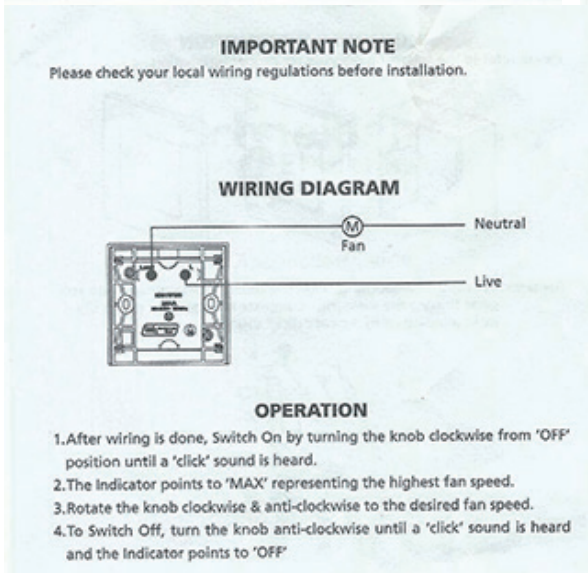 IMPORTANT NOTE
Please check your local wiring regulations before installation.
WIRING DIAGRAM
M
Neutral
Fan
L
Live
OPERATION
1.After wiring is done, Switch On by turning the knob clockwise from 'OFF'
position until a 'click' sound is heard.
2.The Indicator points to 'MAX' representing the highest fan speed.
3.Rotate the knob clockwise & anti-clockwise to the desired fan speed.
4.To Switch Off, turn the knob anti-clockwise until a 'click' sound is heard
and the Indicator points to 'OFF'